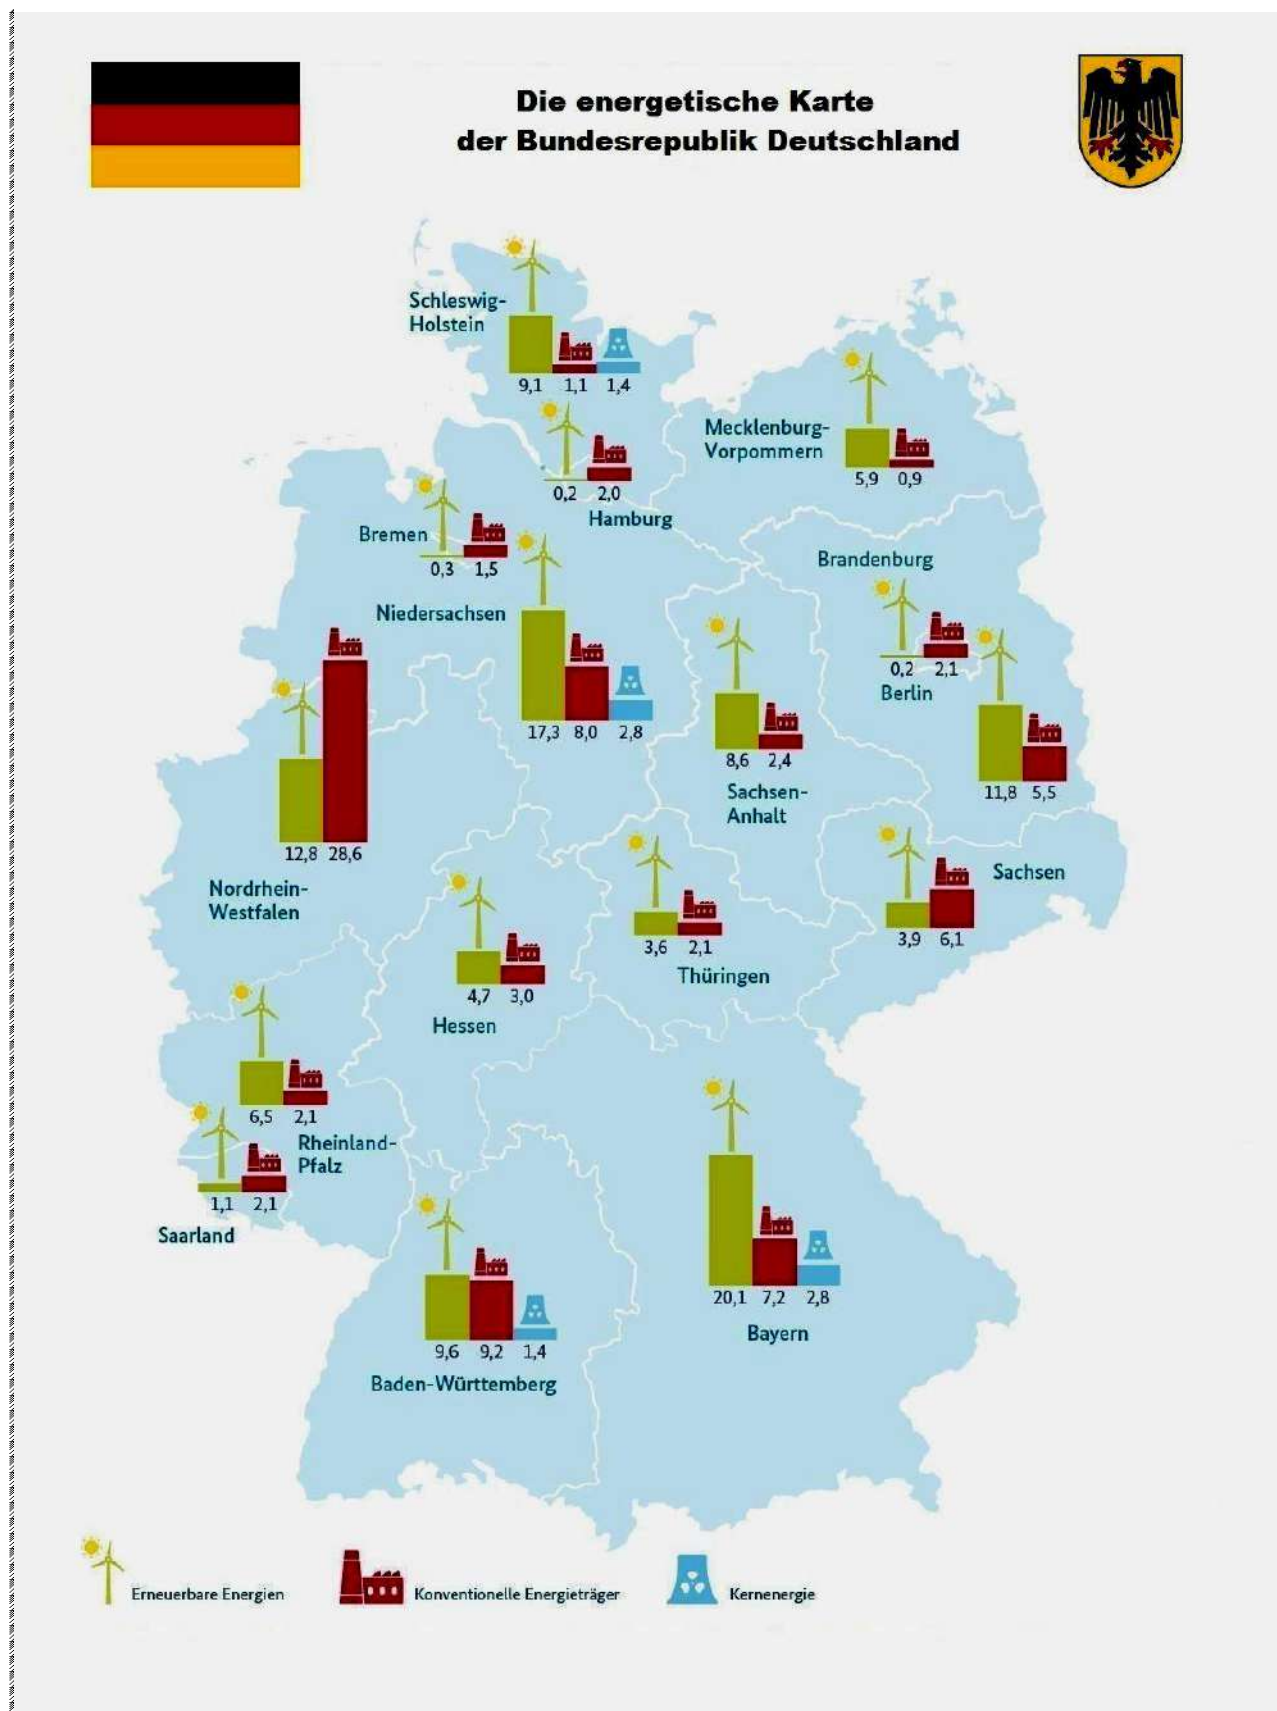 Die energetische Karte
der Bundesrepublik Deutschland
Schleswig-
Holstein
9,1 1,1 1,4
Mecklenburg-
Vorpommern
5,9 0,9
0,2 2,0
Hamburg
Bremen
0,3 1,5
Brandenburg
Niedersachsen
17,3 8,0 2,8
0,2 2,1
Berlin
8,6 2,4
Sachsen-
Anhalt
11,8 5,5
12,8 28,6
Nordrhein-
Westfalen
Sachsen
3,9 6,1
3,6 2,1
Thüringen
4,7 3,0
Hessen
6,5 2,1
Rheinland-
Pfalz
1,1 2,1
Saarland
20,1 7,2 2,8
Bayern
9,6 9,2 1,4
Baden-Württemberg
Erneuerbare Energien
Konventionelle Energieträger
Kernenergie